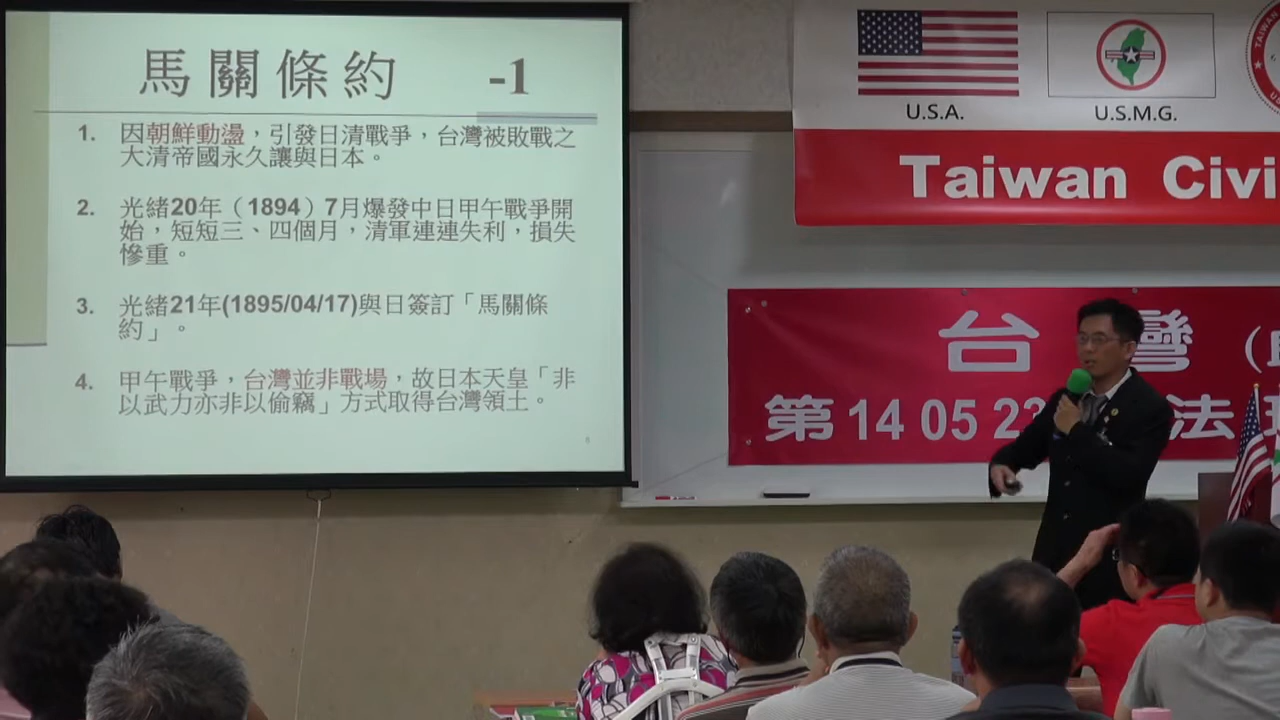 馬關條約 -1
1. 因朝鮮動盪，引發日清戰爭，台灣被敗戰之
大清帝國永久讓與日本。
2. 光緒20年（1894）7月爆發中日甲午戰爭開
始，短短三、四個月，清軍連連失利，損失
慘重。
3. 光緒21年(1895/04/17)與日簽訂「馬關條
約」。
4. 甲午戰爭，台灣並非戰場，故日本天皇「非
以武力亦非以偷竊」方式取得台灣領土。
U.S.A.
U.S.M.G.
TAIWAN
Taiwan Civi
台灣
第 14 05 23
法